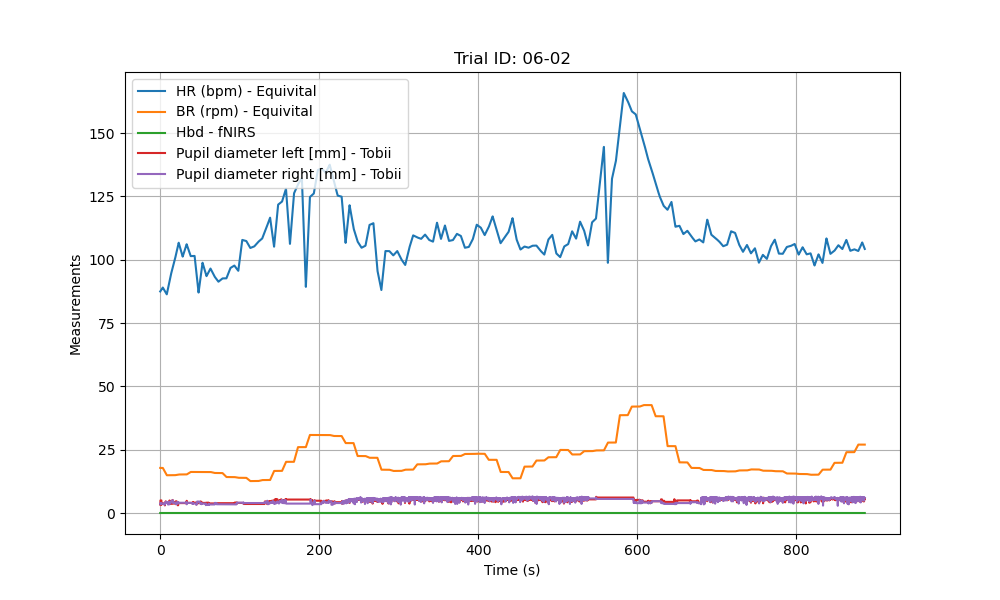 Trial ID: 06-02
HR (bpm) - Equivital
BR (rpm) - Equivital
Hbd - fNIRS
Pupil diameter left [mm] - Tobii
Pupil diameter right [mm] - Tobii
150
125
100
75
50
25
0
Measurements
0 200 400 600 800
Time (s)